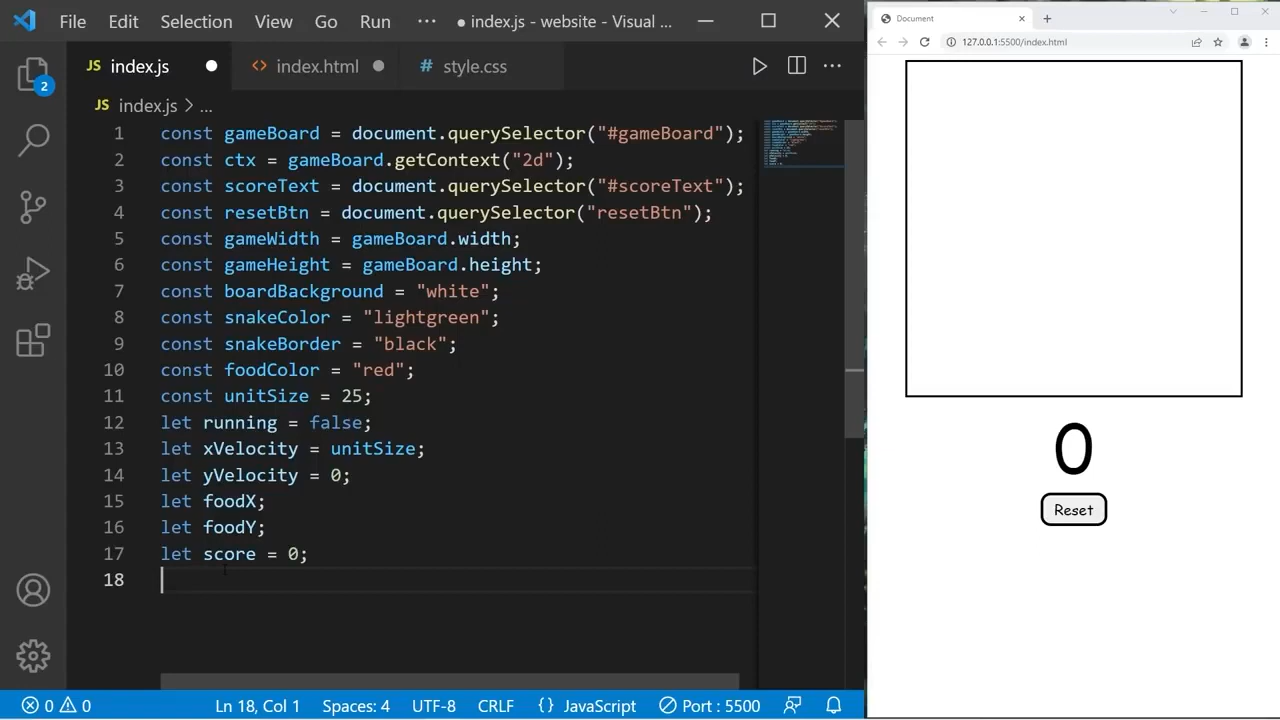 File Edit Selection View Go Run ··· ● index.js - website - Visual ...
JS index.js ● <> index.html ● # style.css
JS index.js > ...
1 const gameBoard = document.querySelector("#gameBoard");
2 const ctx = gameBoard.getContext("2d");
3 const scoreText = document.querySelector("#scoreText");
4 const resetBtn = document.querySelector("resetBtn");
5 const gameWidth = gameBoard.width;
6 const gameHeight = gameBoard.height;
7 const boardBackground = "white";
8 const snakeColor = "lightgreen";
9 const snakeBorder = "black";
10 const foodColor = "red";
11 const unitSize = 25;
12 let running = false;
13 let xVelocity = unitSize;
14 let yVelocity = 0;
15 let foodX;
16 let foodY;
17 let score = 0;
18
2
0 0 Ln 18, Col 1 Spaces: 4 UTF-8 CRLF {} JavaScript Port : 5500
Document
127.0.0.1:5500/index.html
0
Reset